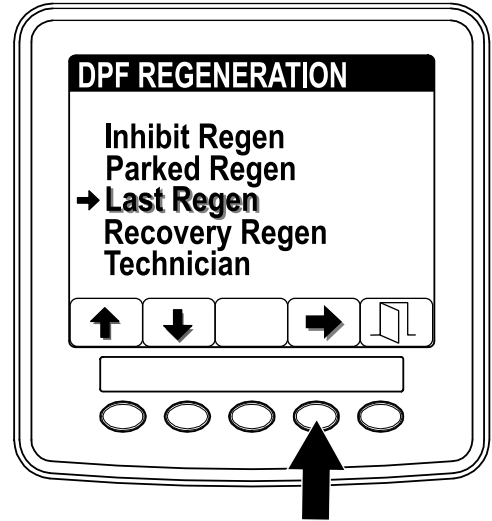 DPF REGENERATION
Inhibit Regen
Parked Regen
Last Regen
Recovery Regen
Technician